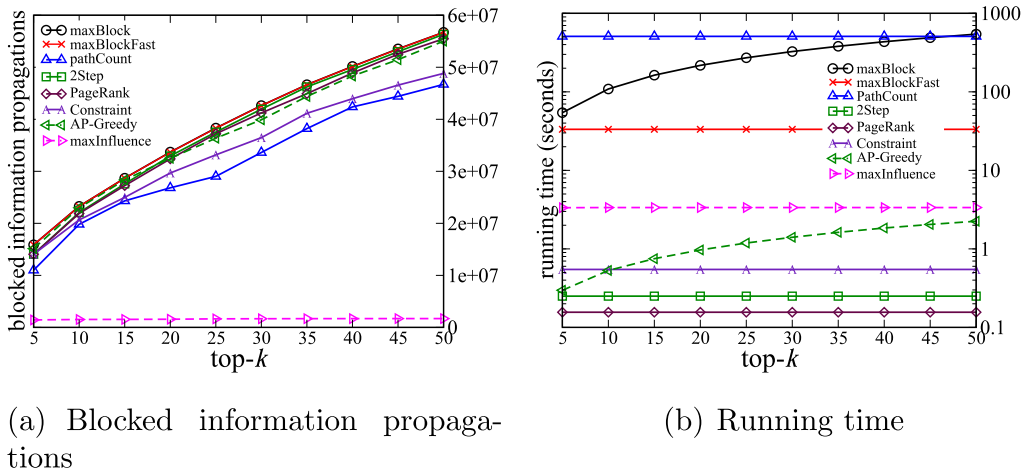 blocked information propagations
maxBlock
maxBlockFast
pathCount
2Step
PageRank
Constraint
AP-Greedy
maxInfluence
6e+07
5e+07
4e+07
3e+07
2e+07
1e+07
0
5 10 15 20 25 30 35 40 45 50
top-k
running time (seconds)
maxBlock
maxBlockFast
PathCount
2Step
PageRank
Constraint
AP-Greedy
maxInfluence
1000
100
10
1
0.1
5 10 15 20 25 30 35 40 45 50
top-k
(a) Blocked information propaga-
tions
(b) Running time